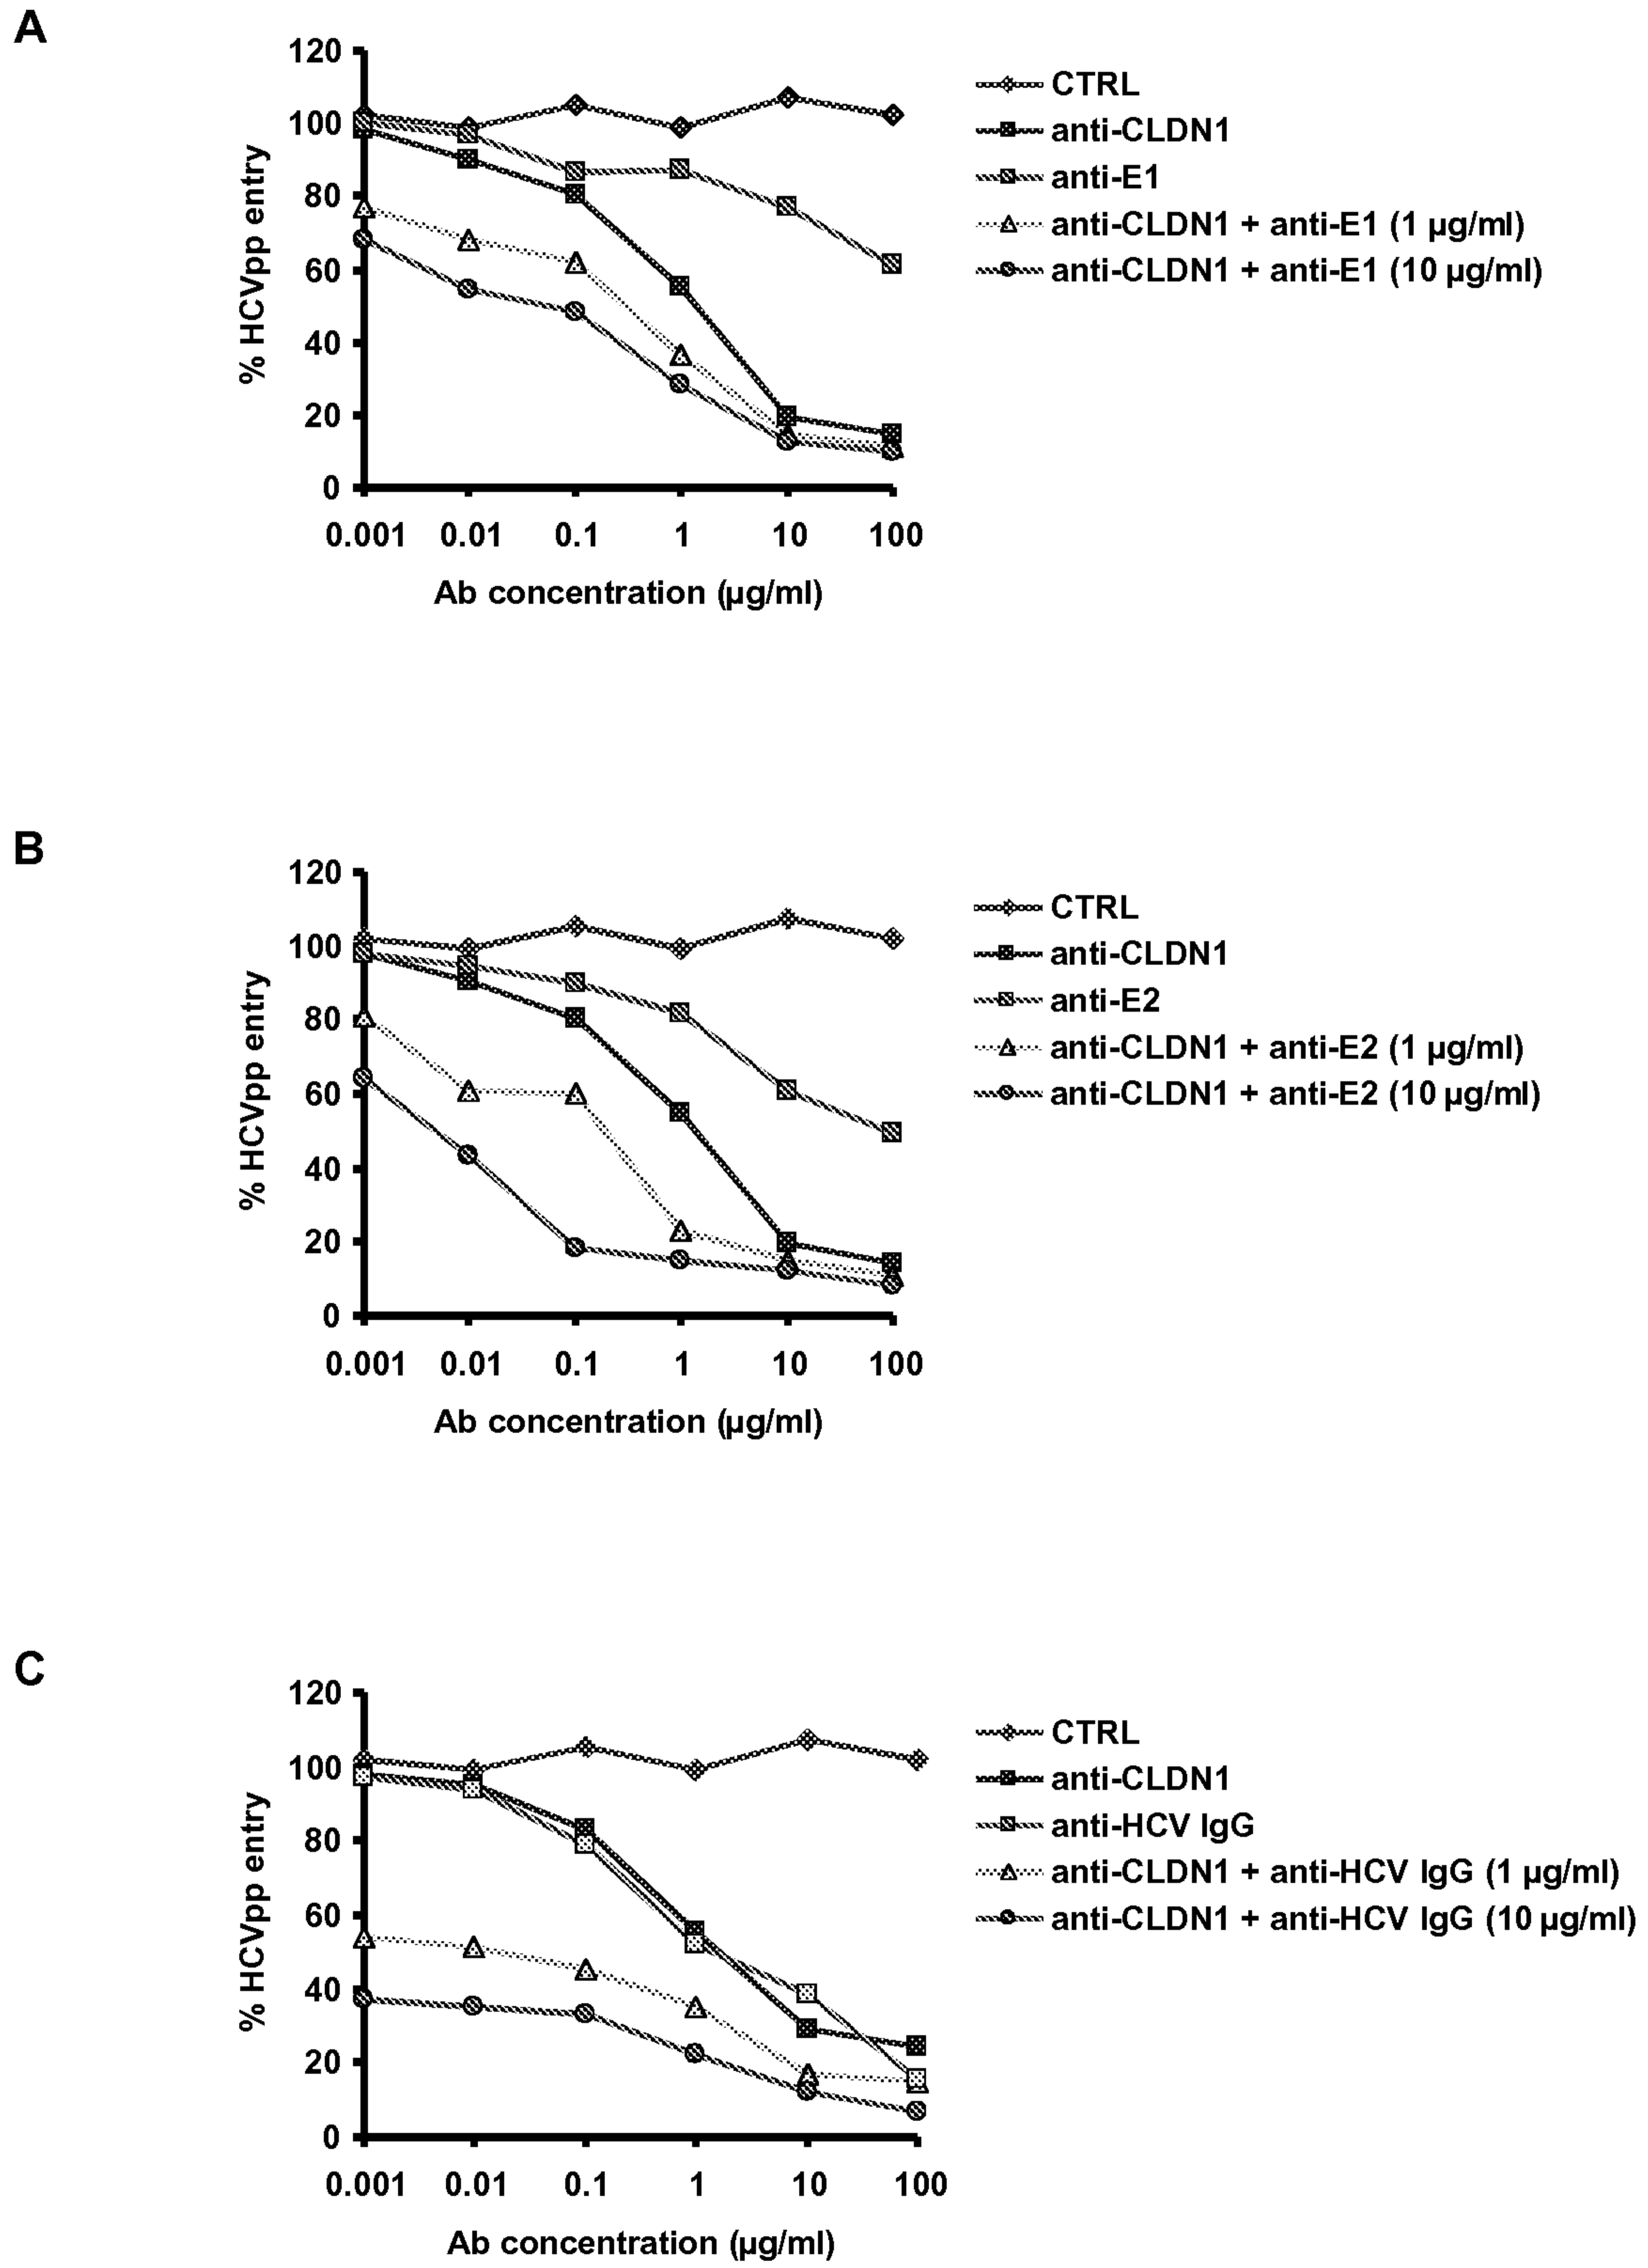 A
120
100
80
60
40
20
0
% HCVpp entry
0.001 0.01 0.1 1 10 100
Ab concentration (µg/ml)
CTRL
anti-CLDN1
anti-E1
anti-CLDN1 + anti-E1 (1 µg/ml)
anti-CLDN1 + anti-E1 (10 µg/ml)
B
120
100
80
60
40
20
0
% HCVpp entry
0.001 0.01 0.1 1 10 100
Ab concentration (µg/ml)
CTRL
anti-CLDN1
anti-E2
anti-CLDN1 + anti-E2 (1 µg/ml)
anti-CLDN1 + anti-E2 (10 µg/ml)
C
120
100
80
60
40
20
0
% HCVpp entry
0.001 0.01 0.1 1 10 100
Ab concentration (µg/ml)
CTRL
anti-CLDN1
anti-HCV IgG
anti-CLDN1 + anti-HCV IgG (1 µg/ml)
anti-CLDN1 + anti-HCV IgG (10 µg/ml)